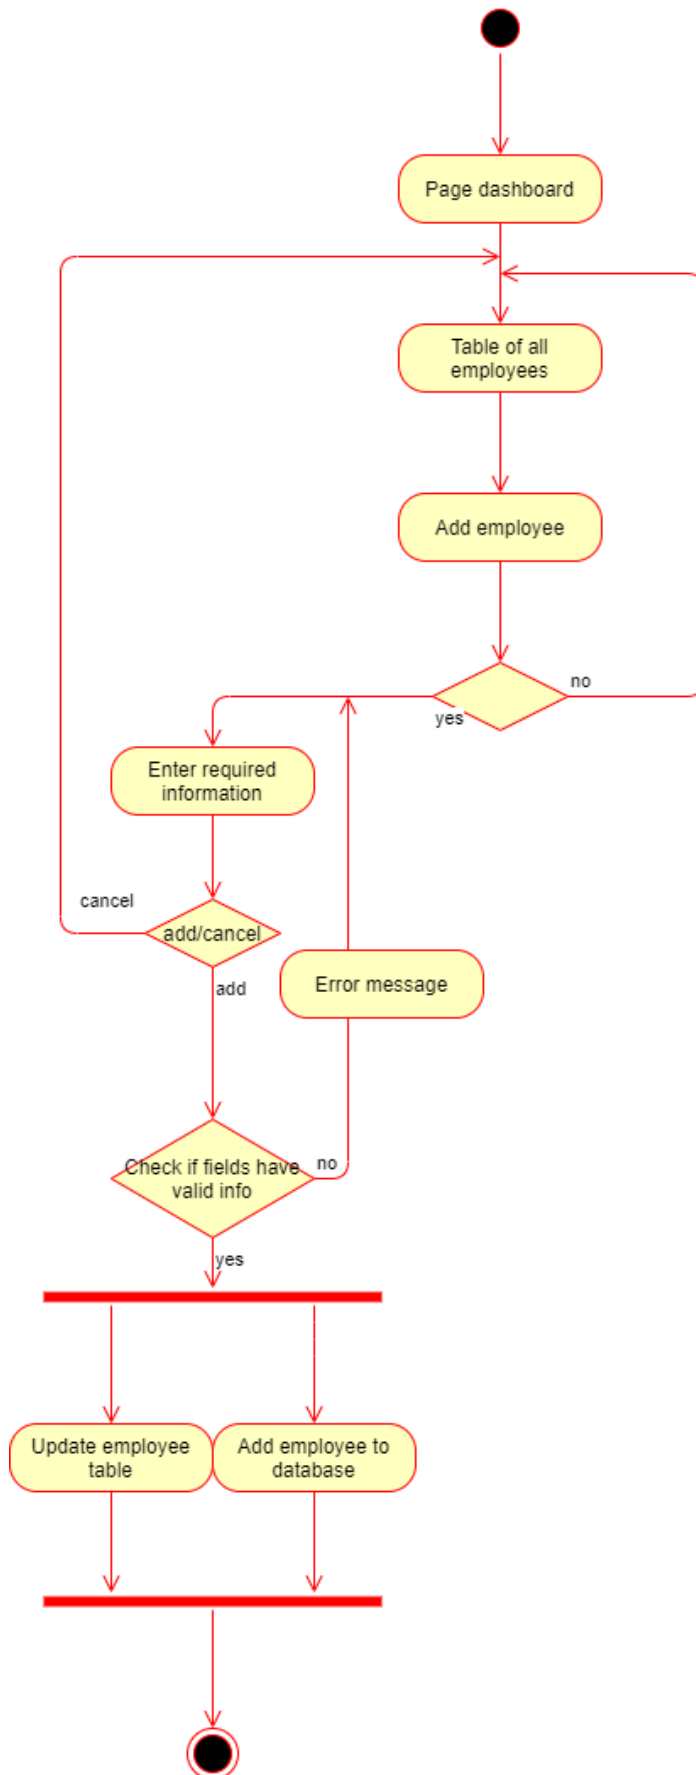 Page dashboard
Table of all
employees
Add employee
no
yes
Enter required
information
cancel
add/cancel
add
Error message
Check if fields have
valid info
no
yes
Update employee
table
Add employee to
database